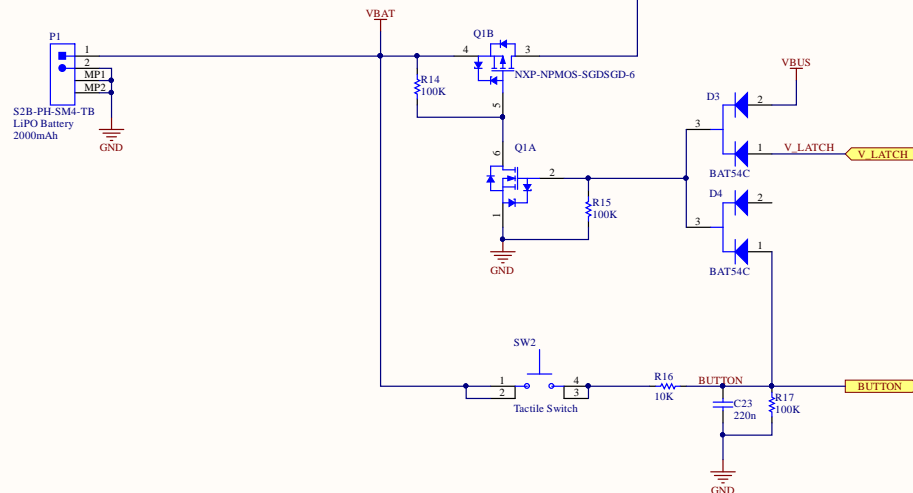 VBAT
P1
1
2
MP1
MP2
S2B-PH-SM4-TB
LiPO Battery
2000mAh
GND
Q1B
4
3
NXP-NPMOS-SGDSGD-6
R14
100K
5
6
Q1A
2
1
R15
100K
GND
VBUS
D3
2
3
1
V_LATCH
V_LATCH
BAT54C
D4
2
3
1
BAT54C
SW2
1
2
4
3
Tactile Switch
R16
10K
BUTTON
BUTTON
C23
220n
R17
100K
GND